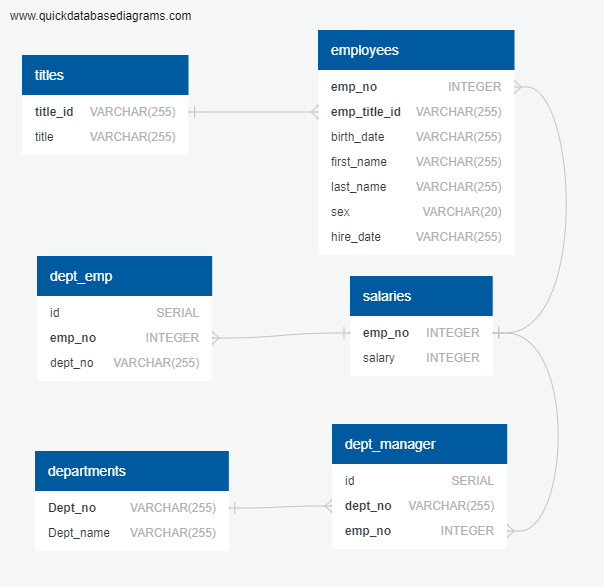 www.quickdatabasediagrams.com
titles
title_id VARCHAR(255)
title VARCHAR(255)
employees
emp_no INTEGER
emp_title_id VARCHAR(255)
birth_date VARCHAR(255)
first_name VARCHAR(255)
last_name VARCHAR(255)
sex VARCHAR(20)
hire_date VARCHAR(255)
dept_emp
id SERIAL
emp_no INTEGER
dept_no VARCHAR(255)
salaries
emp_no INTEGER
salary INTEGER
departments
Dept_no VARCHAR(255)
Dept_name VARCHAR(255)
dept_manager
id SERIAL
dept_no VARCHAR(255)
emp_no INTEGER